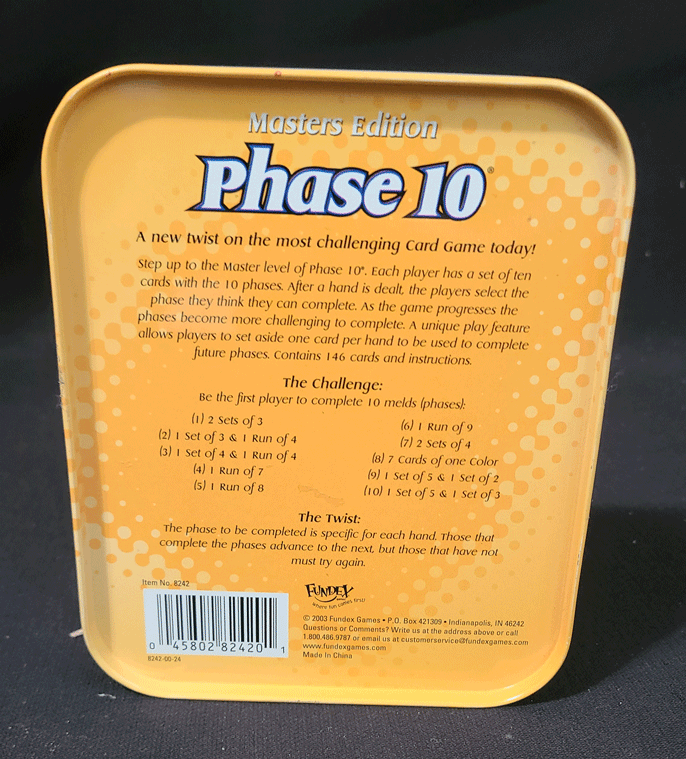 Masters Edition
Phase 10®
A new twist on the most challenging Card Game today!
Step up to the Master level of Phase 10®. Each player has a set of ten
cards with the 10 phases. After a hand is dealt, the players select the
phase they think they can complete. As the game progresses the
phases become more challenging to complete. A unique play feature
allows players to set aside one card per hand to be used to complete
future phases. Contains 146 cards and instructions.
The Challenge:
Be the first player to complete 10 melds (phases):
(1) 2 Sets of 3
(2) 1 Set of 3 & 1 Run of 4
(3) 1 Set of 4 & 1 Run of 4
(4) 1 Run of 7
(5) 1 Run of 8
(6) 1 Run of 9
(7) 2 Sets of 4
(8) 7 Cards of one Color
(9) 1 Set of 5 & 1 Set of 2
(10) 1 Set of 5 & 1 Set of 3
The Twist:
The phase to be completed is specific for each hand. Those that
complete the phases advance to the next, but those that have not
must try again.
Item No. 8242
0 45802 82420 1
8242-00-24
FUNDEX
GAMES
where fun comes first!
© 2003 Fundex Games • P.O. Box 421309 • Indianapolis, IN 46242
Questions or Comments? Write us at the address above or call
1.800.486.9787 or email us at customerservice@fundexgames.com
www.fundexgames.com
Made In China